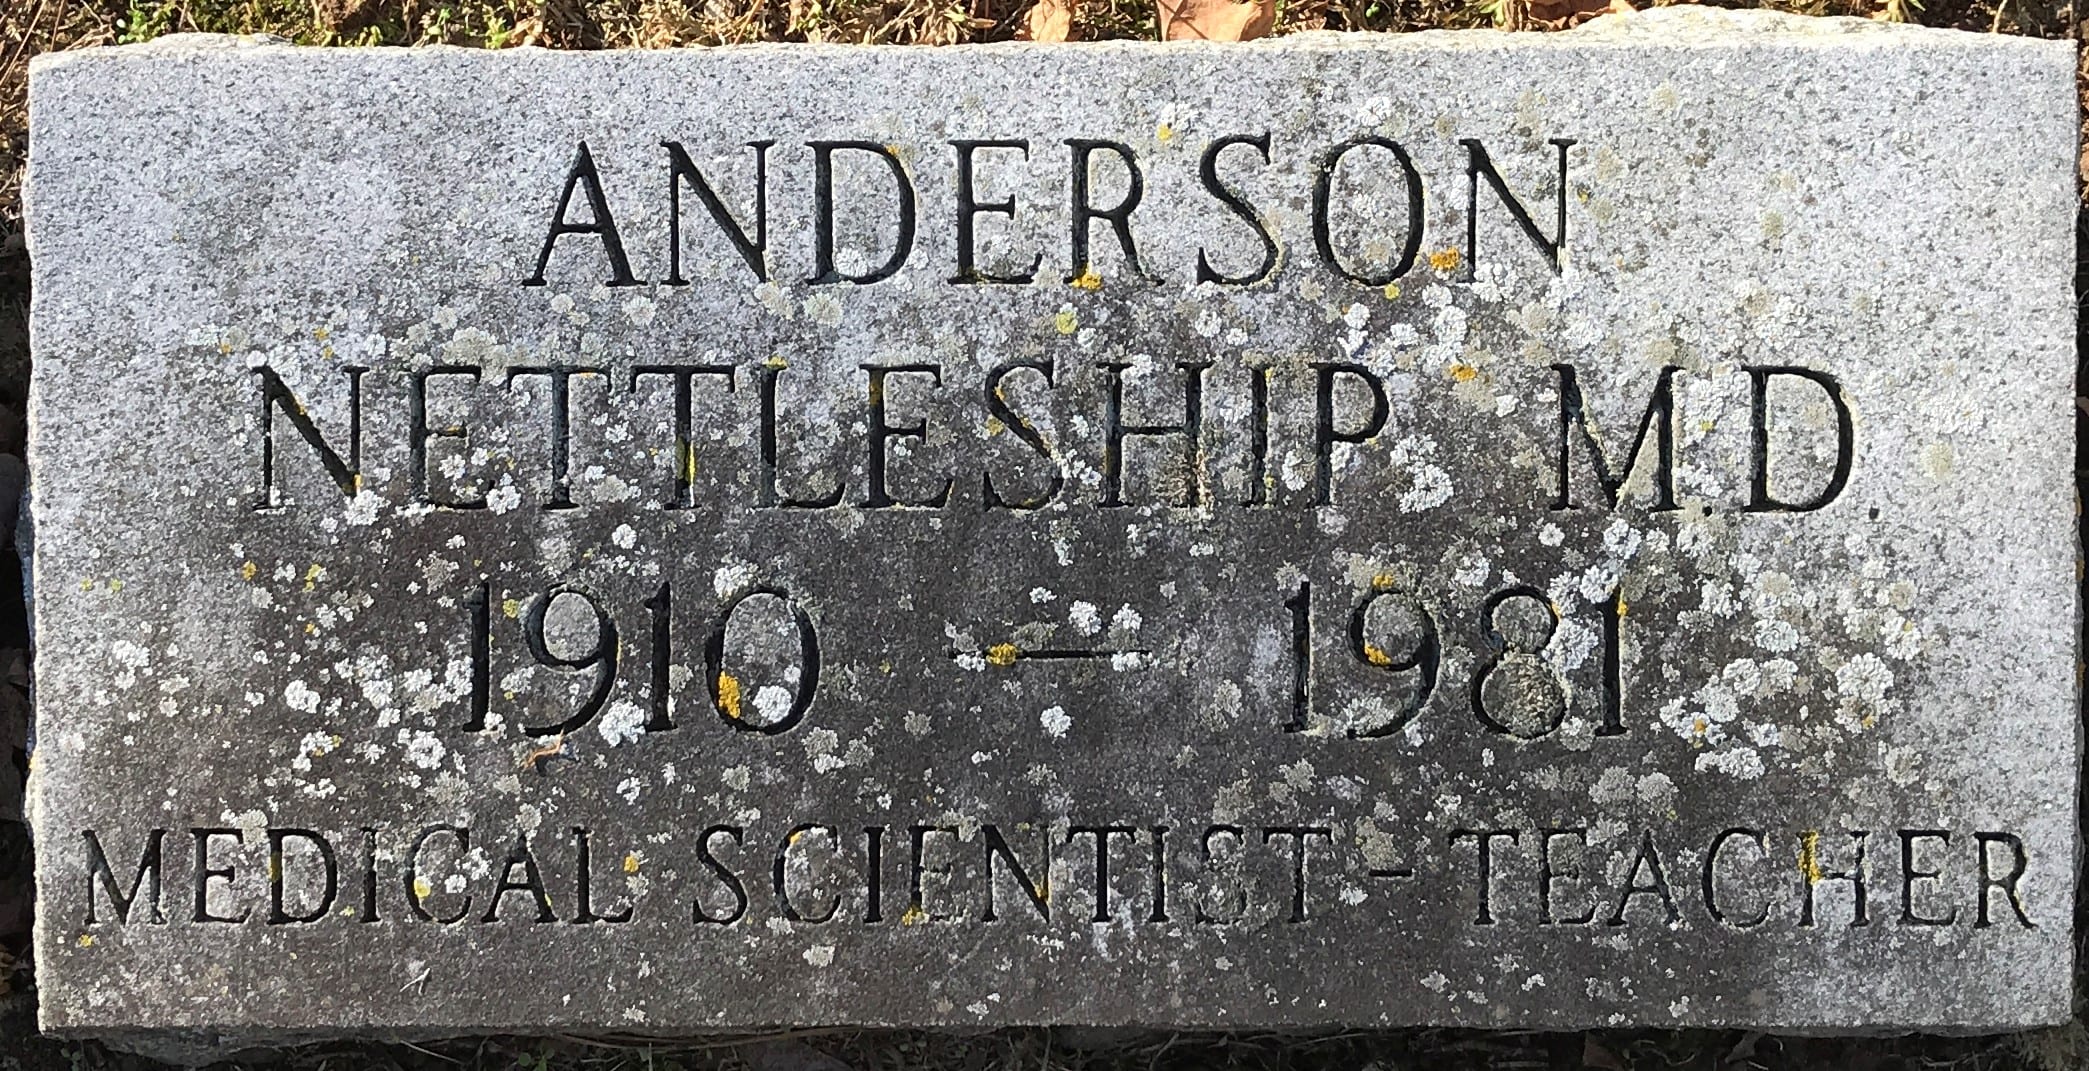 ANDERSON
NETTLESHIP M.D.
1910 — 1981
MEDICAL SCIENTIST - TEACHER